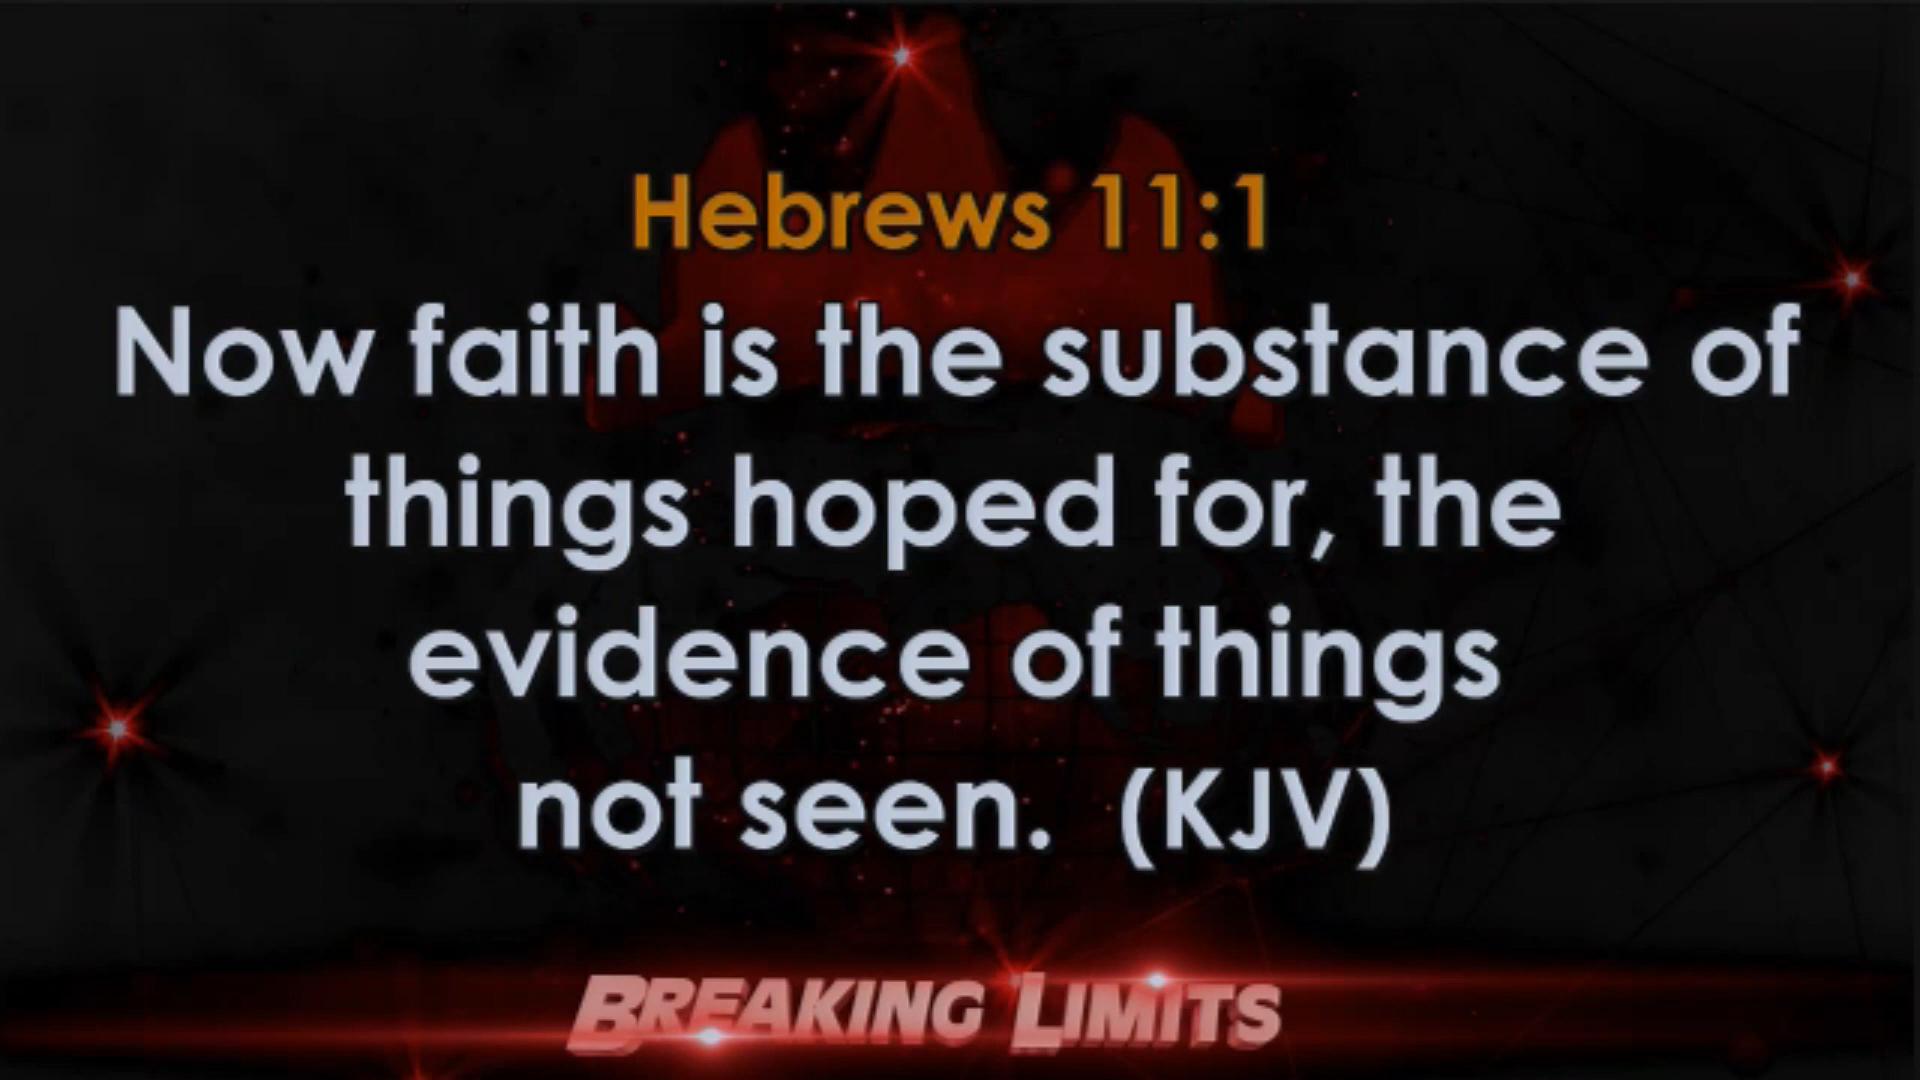 Hebrews 11:1
Now faith is the substance of
things hoped for, the
evidence of things
not seen.  (KJV)
BREAKING LIMITS